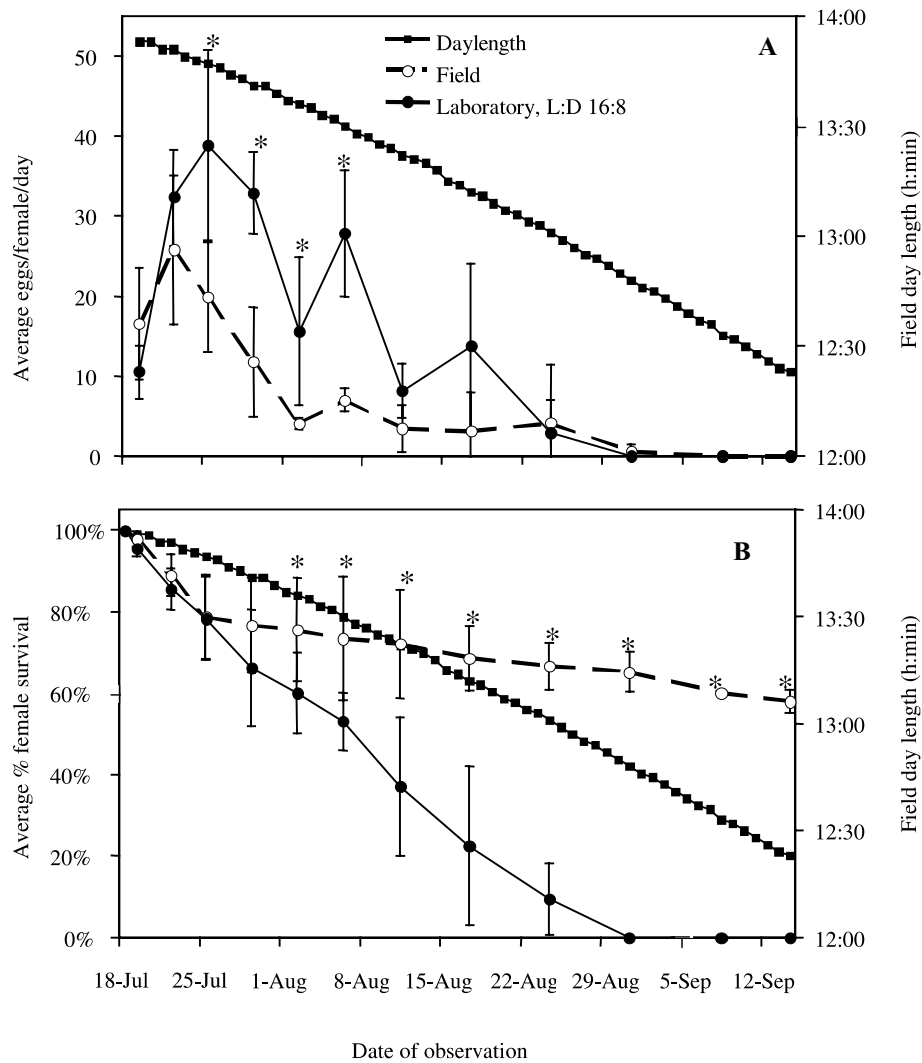 A
Daylength
Field
Laboratory, L:D 16:8
50
40
30
20
10
0
Average eggs/female/day
14:00
13:30
13:00
12:30
12:00
Field day length (h:min)
*
*
*
*
B
100%
80%
60%
40%
20%
0%
Average % female survival
14:00
13:30
13:00
12:30
12:00
Field day length (h:min)
* * * * * * * *
18-Jul 25-Jul 1-Aug 8-Aug 15-Aug 22-Aug 29-Aug 5-Sep 12-Sep
Date of observation